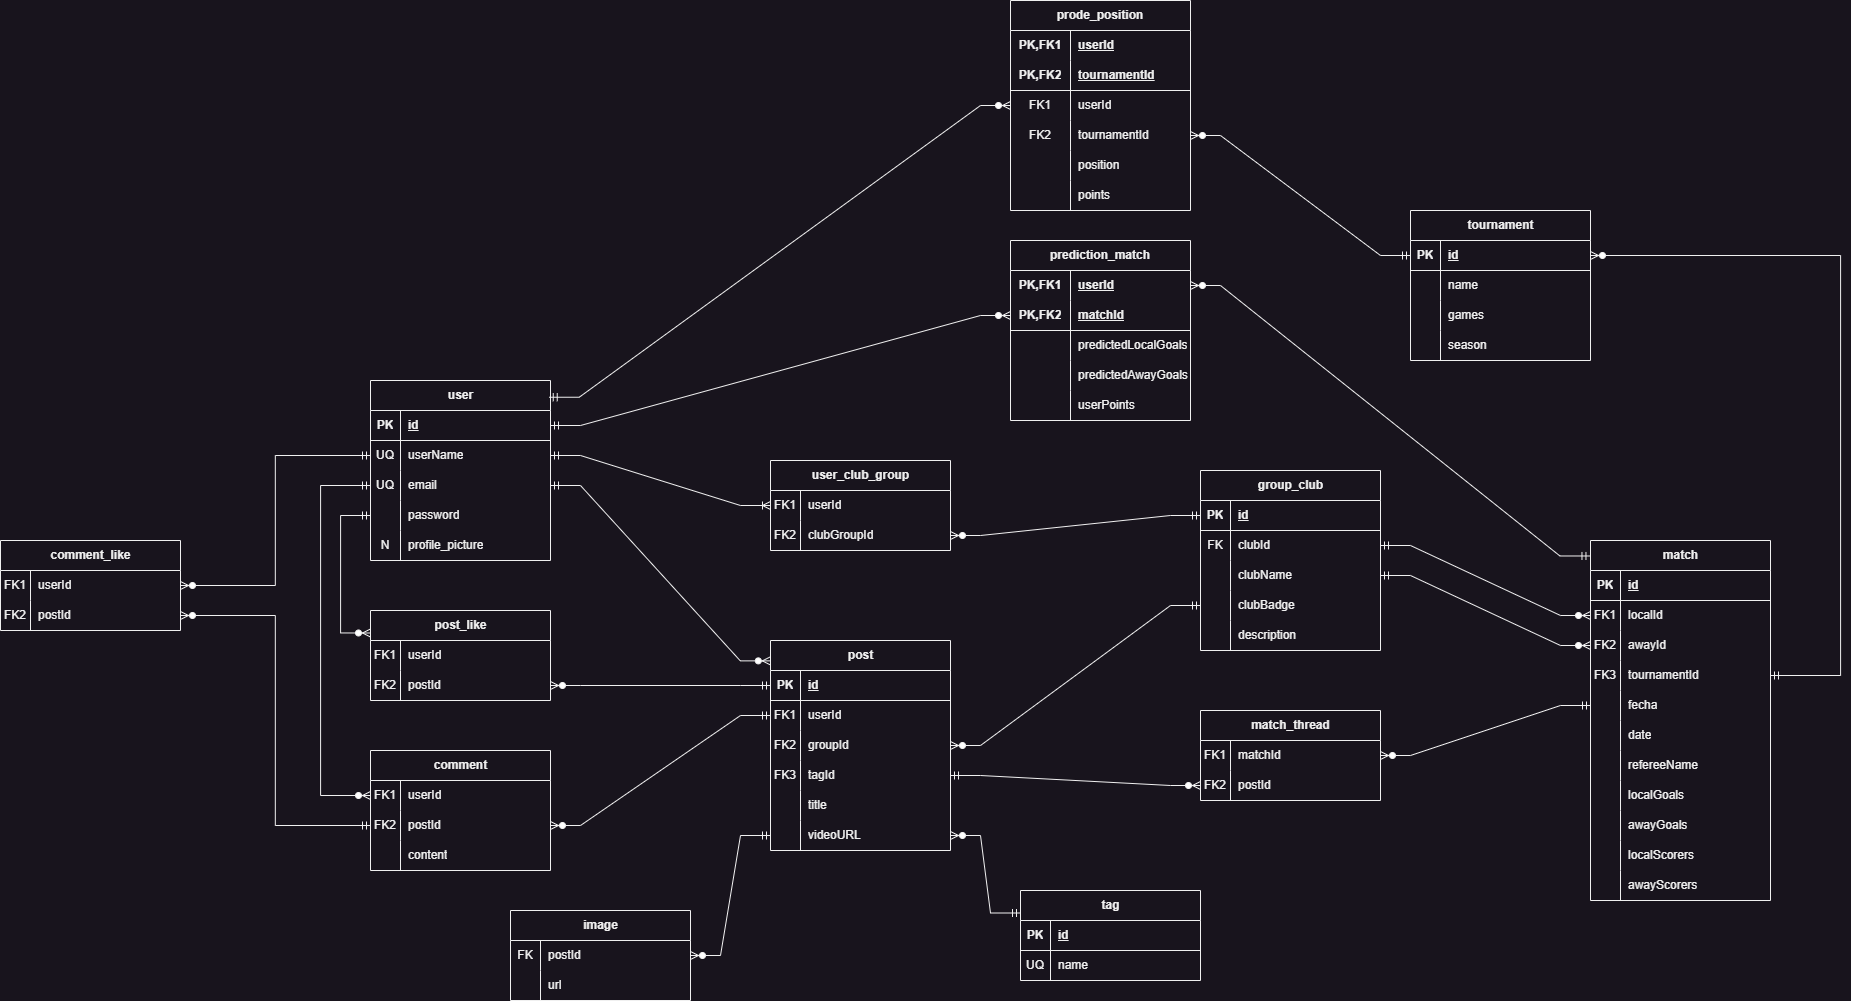 prode_position
PK,FK1 userId
PK,FK2 tournamentId
FK1 userId
FK2 tournamentId
position
points
tournament
PK id
name
games
season
prediction_match
PK,FK1 userId
PK,FK2 matchId
predictedLocalGoals
predictedAwayGoals
userPoints
user
PK id
UQ userName
UQ email
password
N profile_picture
user_club_group
FK1 userId
FK2 clubGroupId
group_club
PK id
FK clubId
clubName
clubBadge
description
comment_like
FK1 userId
FK2 postId
match
PK id
FK1 localId
FK2 awayId
FK3 tournamentId
fecha
date
refereeName
localGoals
awayGoals
localScorers
awayScorers
post_like
FK1 userId
FK2 postId
post
PK id
FK1 userId
FK2 groupId
FK3 tagId
title
videoURL
match_thread
FK1 matchId
FK2 postId
comment
FK1 userId
FK2 postId
content
tag
PK id
UQ name
image
FK postId
url